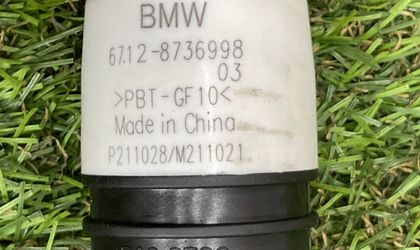 BMW
67.12-8736998
03
>PBT-GF10<
Made in China
P211028/M211021